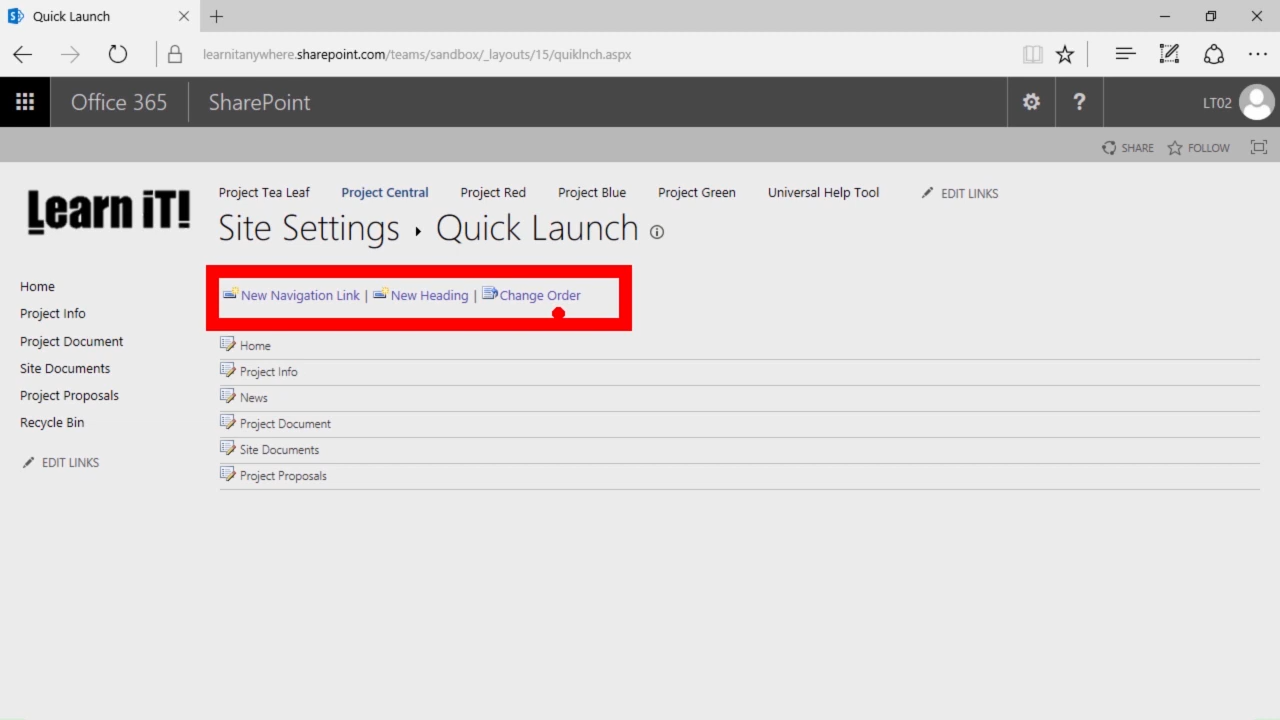 Quick Launch
learnitanywhere.sharepoint.com/teams/sandbox/_layouts/15/quiklnch.aspx
Office 365 SharePoint ? LT02
SHARE FOLLOW
Learn iT!
Project Tea Leaf Project Central Project Red Project Blue Project Green Universal Help Tool EDIT LINKS
Site Settings ▸ Quick Launch
Home
Project Info
Project Document
Site Documents
Project Proposals
Recycle Bin
EDIT LINKS
New Navigation Link | New Heading | Change Order
Home
Project Info
News
Project Document
Site Documents
Project Proposals